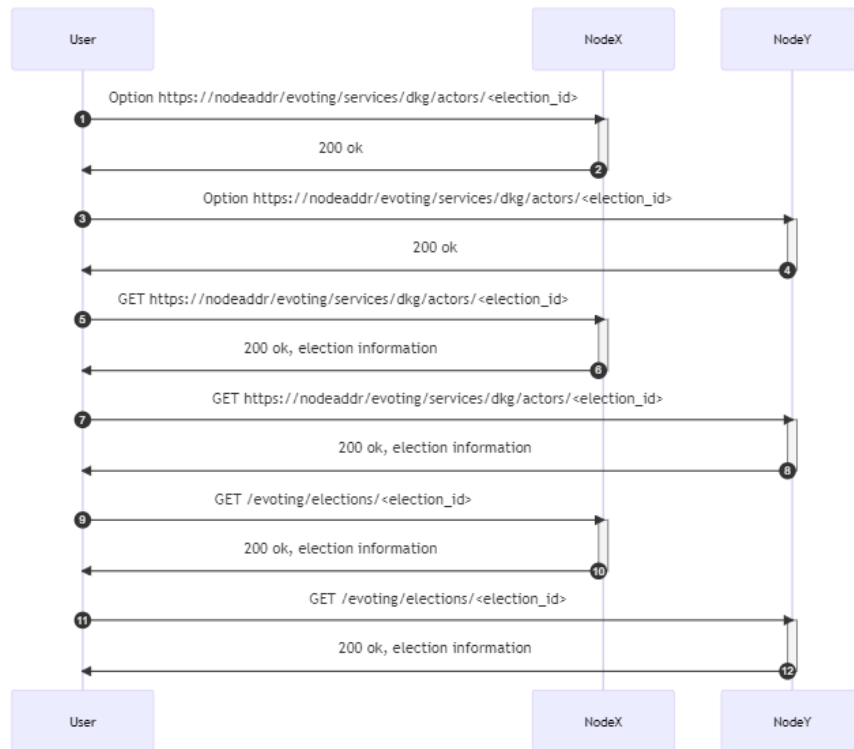 User NodeX NodeY
Option https://nodeaddr/evoting/services/dkg/actors/<election_id>
1
200 ok
2
Option https://nodeaddr/evoting/services/dkg/actors/<election_id>
3
200 ok
4
GET https://nodeaddr/evoting/services/dkg/actors/<election_id>
5
200 ok, election information
6
GET https://nodeaddr/evoting/services/dkg/actors/<election_id>
7
200 ok, election information
8
GET /evoting/elections/<election_id>
9
200 ok, election information
10
GET /evoting/elections/<election_id>
11
200 ok, election information
12
User NodeX NodeY